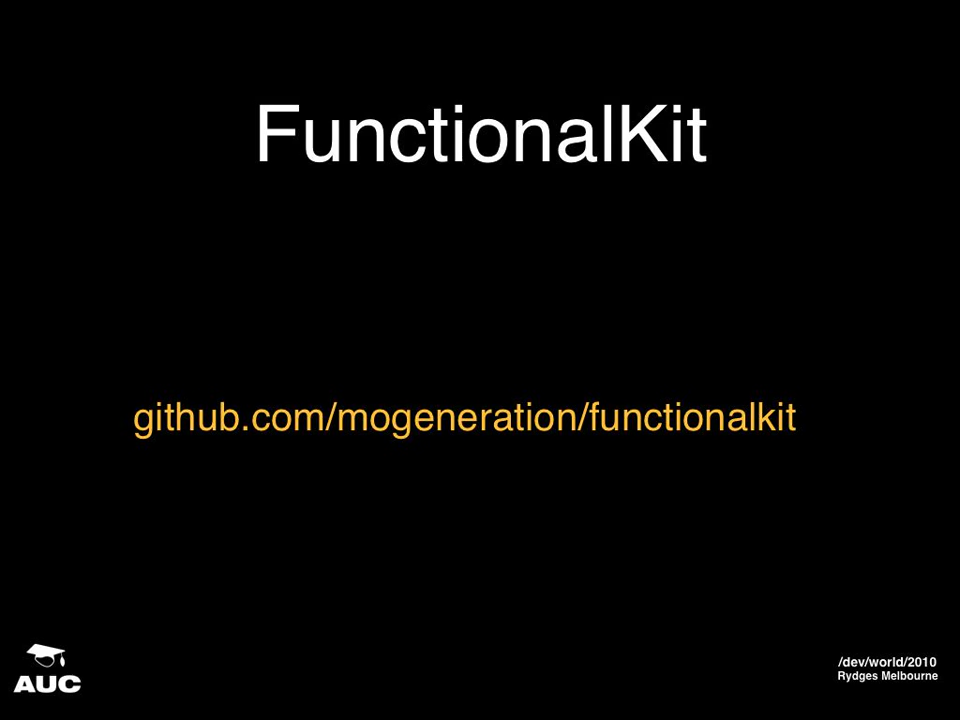 FunctionalKit
github.com/mogeneration/functionalkit
AUC
/dev/world/2010
Rydges Melbourne